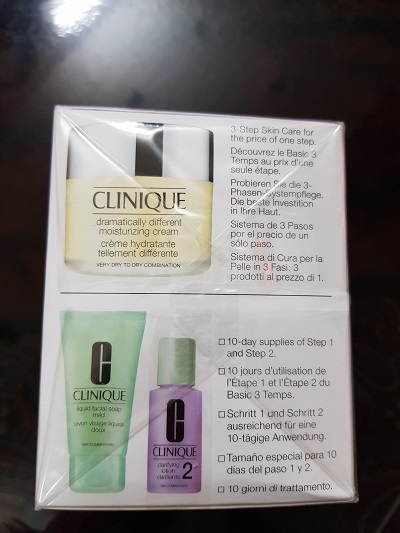 CLINIQUE
dramatically different
moisturizing cream
crème hydratante
tellement différente
VERY DRY TO DRY COMBINATION
3-Step Skin Care for
the price of one step.
Découvrez le Basic 3
Temps au prix d'une
seule étape.
Probieren Sie die 3-
Phasen-Systempflege.
Die beste Investition
in Ihre Haut.
Sistema de 3 Pasos
por el precio de un
sólo paso.
Sistema di Cura per la
Pelle in 3 Fasi: 3
prodotti al prezzo di 1.
CLINIQUE
liquid facial soap
mild
savon visage liquide
doux
CLINIQUE
clarifying
lotion
clarifiante 2
10-day supplies of Step 1
and Step 2.
10 jours d'utilisation de
l'Étape 1 et l'Étape 2 du
Basic 3 Temps.
Schritt 1 und Schritt 2
ausreichend für eine
10-tägige Anwendung.
Tamaño especial para 10
días del paso 1 y 2.
10 giorni di trattamento.